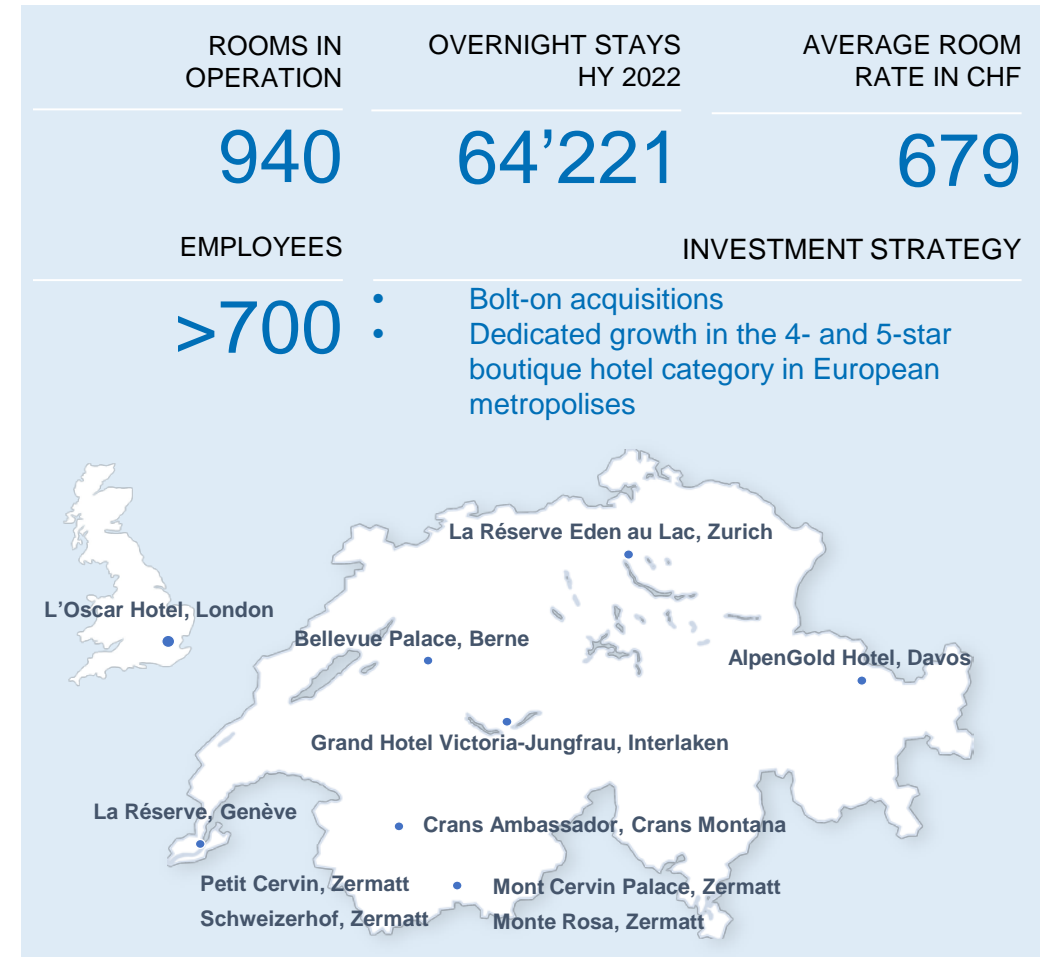 ROOMS IN
OPERATION
940
OVERNIGHT STAYS
HY 2022
64’221
AVERAGE ROOM
RATE IN CHF
679
EMPLOYEES
>700
INVESTMENT STRATEGY
• Bolt-on acquisitions
• Dedicated growth in the 4- and 5-star
boutique hotel category in European
metropolises
La Réserve Eden au Lac, Zurich
L’Oscar Hotel, London
Bellevue Palace, Berne
AlpenGold Hotel, Davos
Grand Hotel Victoria-Jungfrau, Interlaken
La Réserve, Genève
Crans Ambassador, Crans Montana
Petit Cervin, Zermatt
Schweizerhof, Zermatt
Mont Cervin Palace, Zermatt
Monte Rosa, Zermatt